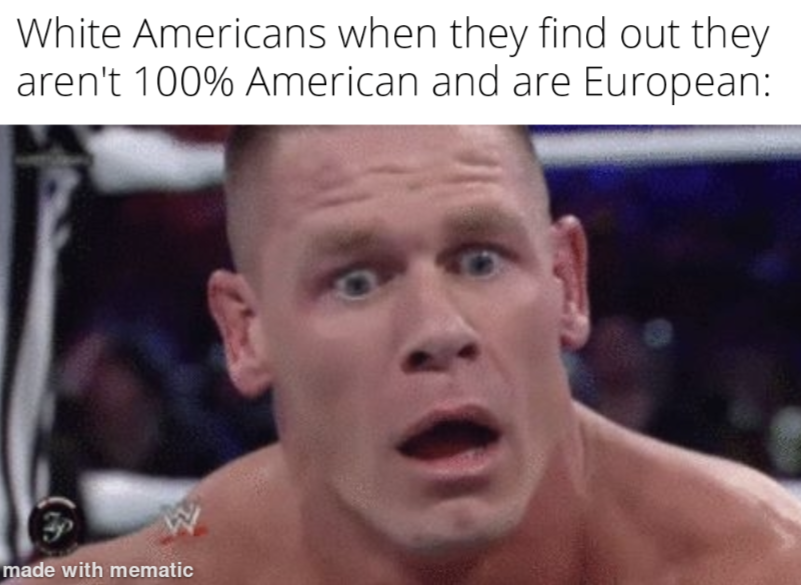 White Americans when they find out they
aren't 100% American and are European:
W
made with mematic